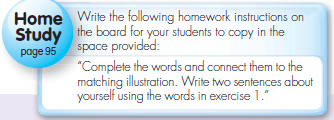 Home
Study
page 95
Write the following homework instructions on
the board for your students to copy in the
space provided:
"Complete the words and connect them to the
matching illustration. Write two sentences about
yourself using the words in exercise 1."